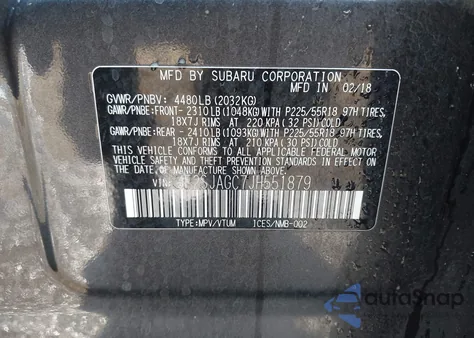 MFD BY SUBARU CORPORATION
MFD IN 02/18
GVWR/PNBV: 4480LB(2032KG)
GAWR/PNBE:FRONT- 2310LB(1048KG)WITH P225/55R18 97H TIRES,
18X7J RIMS AT 220 KPA(32 PSI)COLD
GAWR/PNBE:REAR -2410LB(1093KG)WITH P225/55R18 97H TIRES,
18X7J RIMS AT 210 KPA(30 PSI)COLD
THIS VEHICLE CONFORMS TO ALL APPLICABLE FEDERAL MOTOR
VEHICLE SAFETY, BUMPER, AND THEFT PREVENTION STANDARDS
IN EFFECT ON THE DATE OF MANUFACTURE SHOWN ABOVE.
VIN: SJAGC7JH551879
TYPE:MPV/VTUM ICES/NMB-002
autoSnap